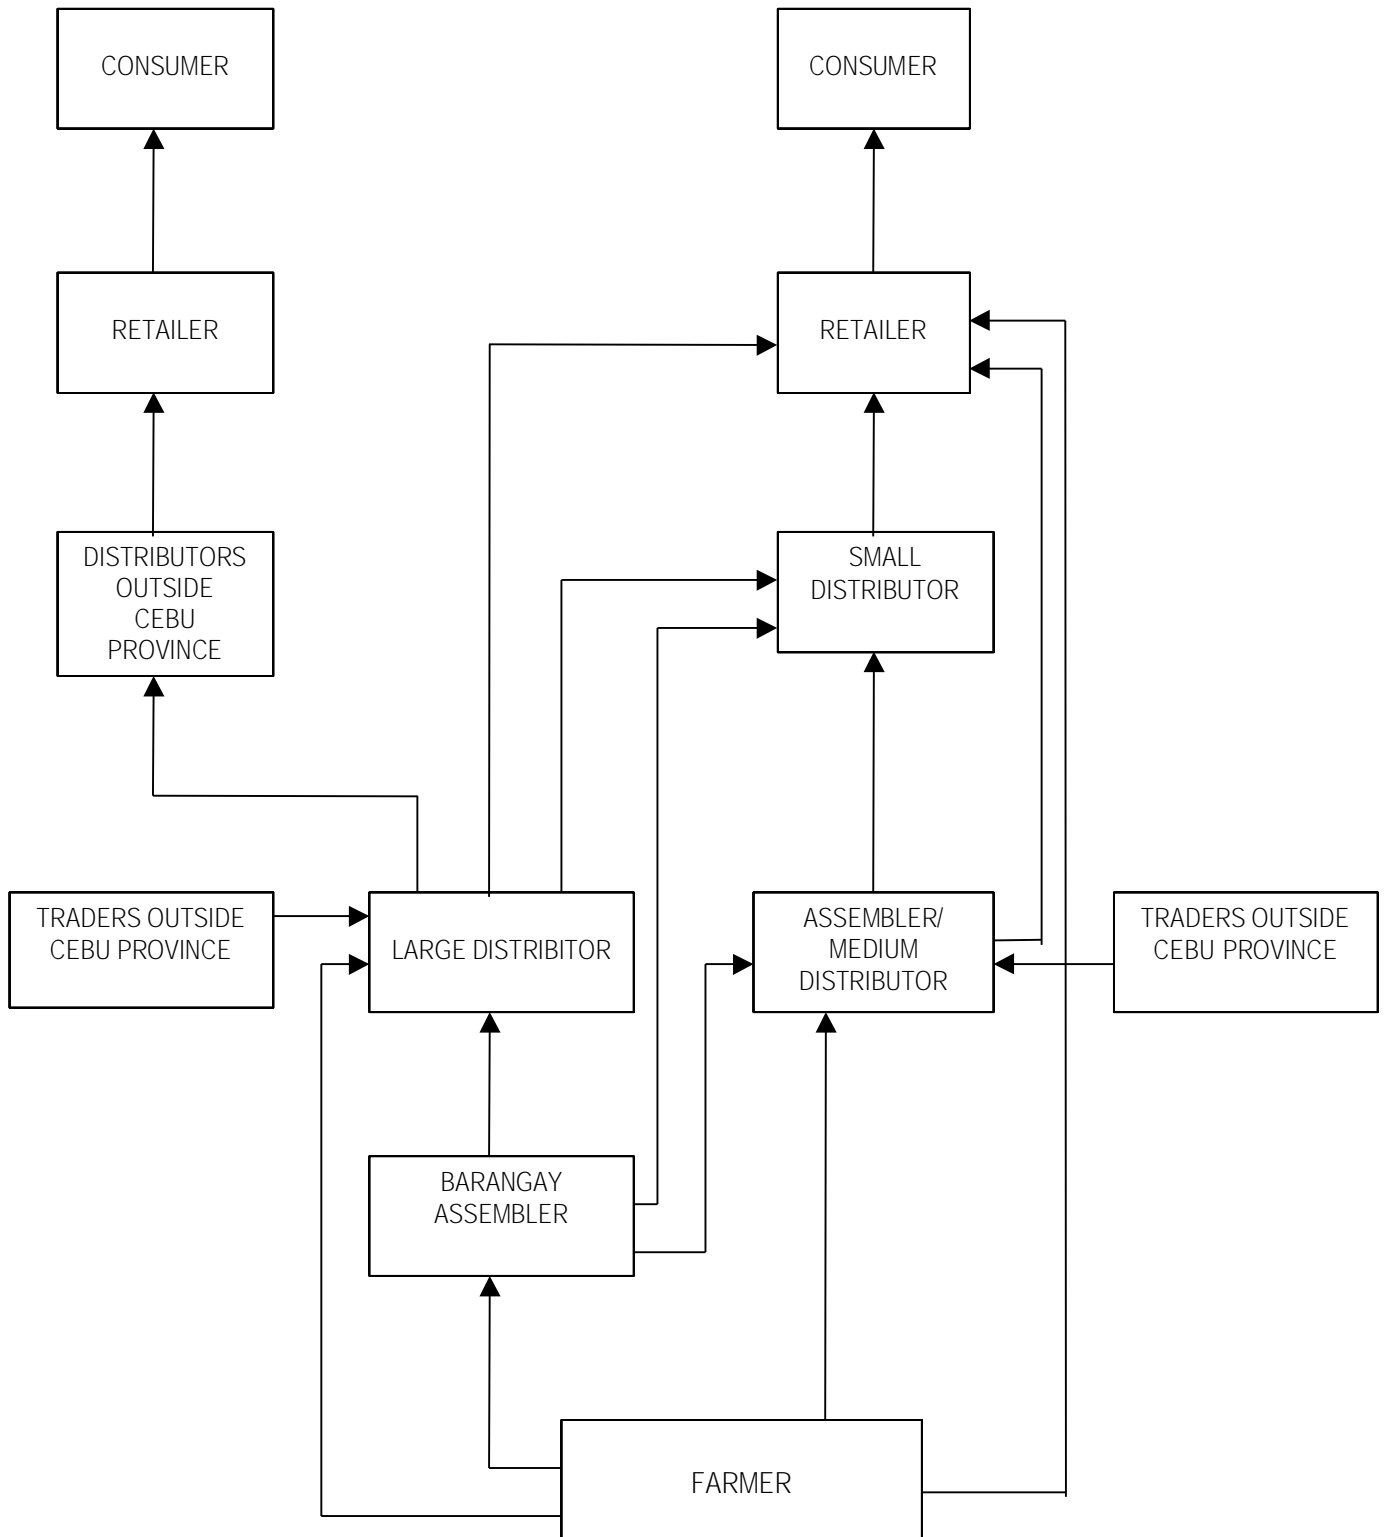 CONSUMER
CONSUMER
RETAILER
RETAILER
DISTRIBUTORS
OUTSIDE
CEBU
PROVINCE
SMALL
DISTRIBUTOR
TRADERS OUTSIDE
CEBU PROVINCE
LARGE DISTRIBITOR
ASSEMBLER/
MEDIUM
DISTRIBUTOR
TRADERS OUTSIDE
CEBU PROVINCE
BARANGAY
ASSEMBLER
FARMER